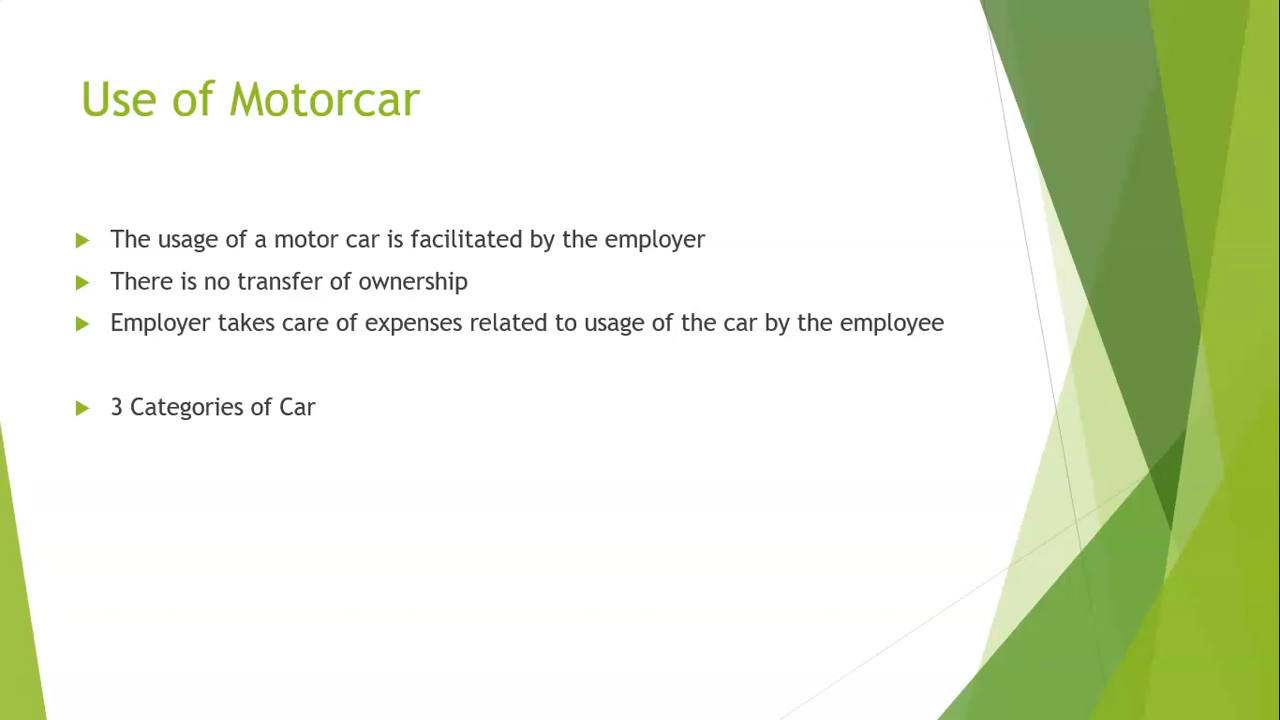 Use of Motorcar
The usage of a motor car is facilitated by the employer
There is no transfer of ownership
Employer takes care of expenses related to usage of the car by the employee
3 Categories of Car